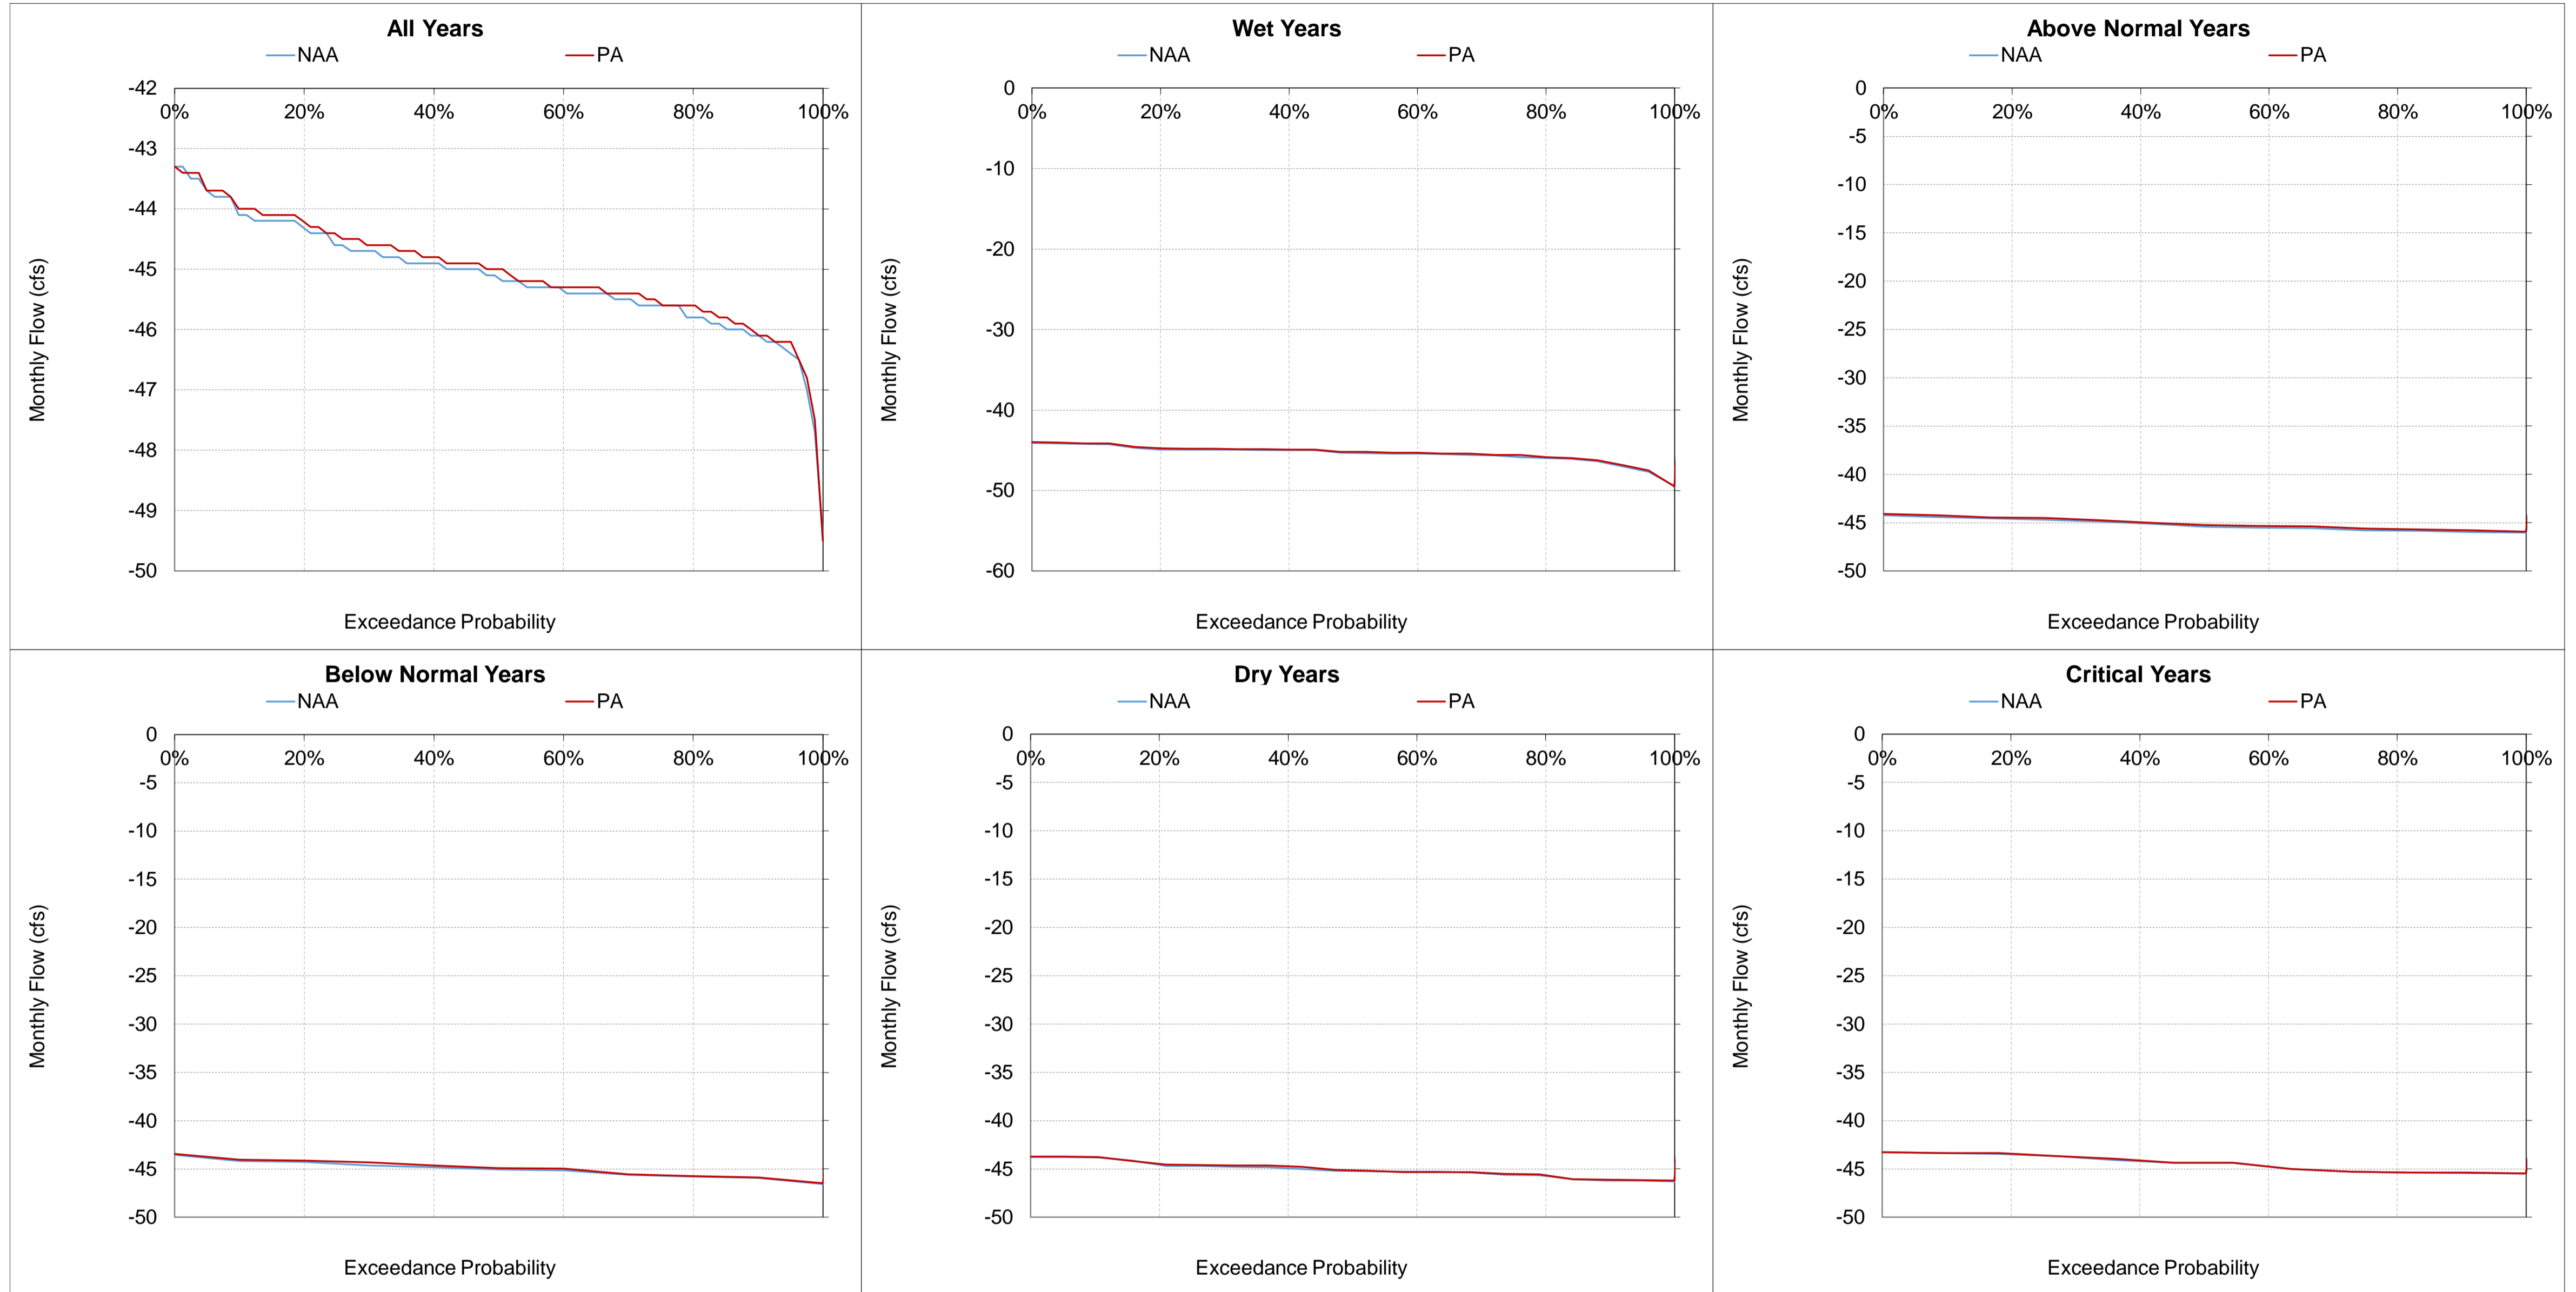 All Years
NAA PA
-42
0% 20% 40% 60% 80% 100%
-43
-44
-45
-46
-47
-48
-49
-50
Monthly Flow (cfs)
Exceedance Probability
Wet Years
NAA PA
0
0% 20% 40% 60% 80% 100%
-10
-20
-30
-40
-50
-60
Monthly Flow (cfs)
Exceedance Probability
Above Normal Years
NAA PA
0
0% 20% 40% 60% 80% 100%
-5
-10
-15
-20
-25
-30
-35
-40
-45
-50
Monthly Flow (cfs)
Exceedance Probability
Below Normal Years
NAA PA
0
0% 20% 40% 60% 80% 100%
-5
-10
-15
-20
-25
-30
-35
-40
-45
-50
Monthly Flow (cfs)
Exceedance Probability
Dry Years
NAA PA
0
0% 20% 40% 60% 80% 100%
-5
-10
-15
-20
-25
-30
-35
-40
-45
-50
Monthly Flow (cfs)
Exceedance Probability
Critical Years
NAA PA
0
0% 20% 40% 60% 80% 100%
-5
-10
-15
-20
-25
-30
-35
-40
-45
-50
Monthly Flow (cfs)
Exceedance Probability